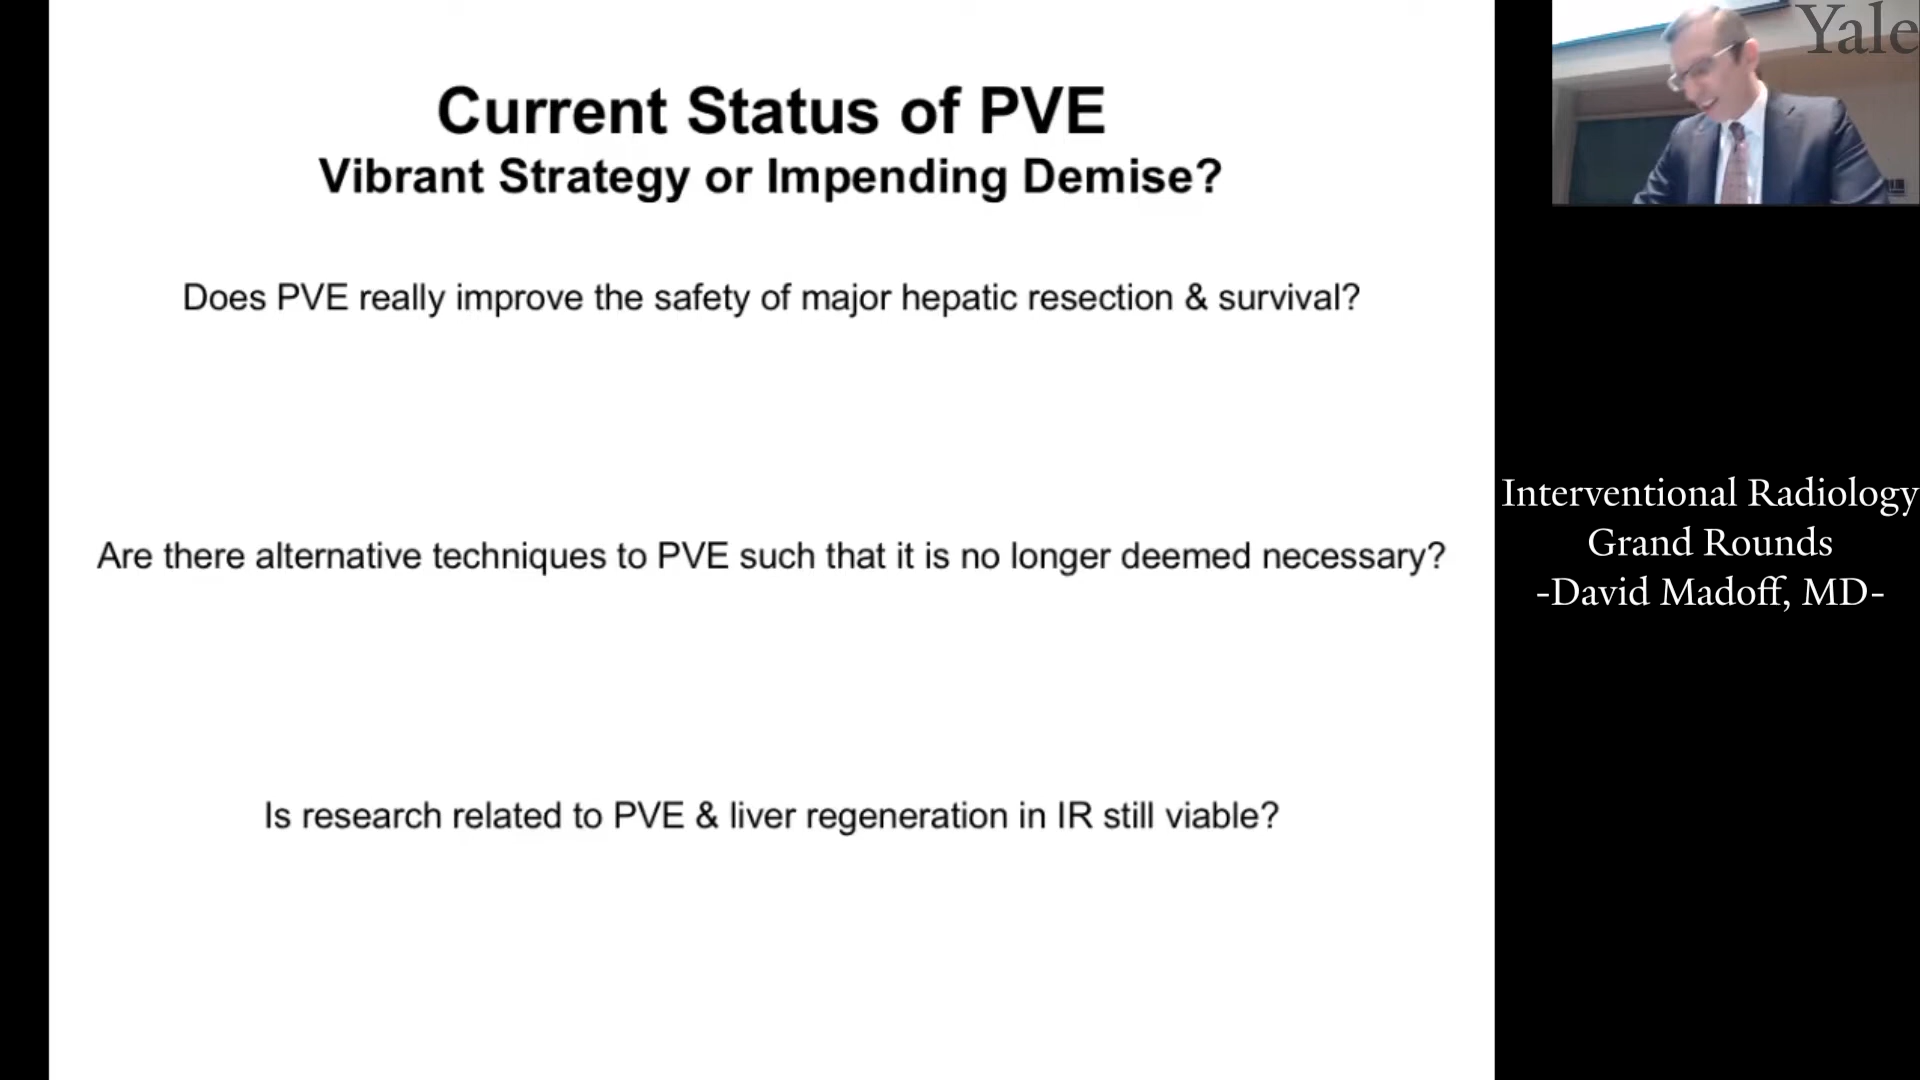 Current Status of PVE
Vibrant Strategy or Impending Demise?
Does PVE really improve the safety of major hepatic resection & survival?
Are there alternative techniques to PVE such that it is no longer deemed necessary?
Is research related to PVE & liver regeneration in IR still viable?
Yale
Interventional Radiology
Grand Rounds
-David Madoff, MD-